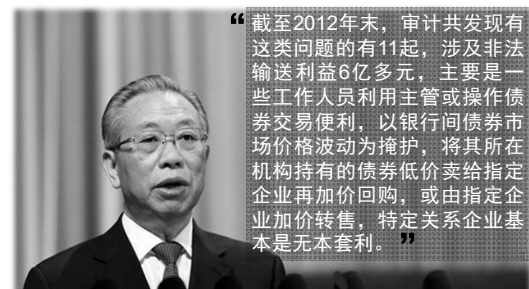 “截至2012年末，审计共发现有
这类问题的有11起，涉及非法
输送利益6亿多元，主要是一
些工作人员利用主管或操作债
券交易便利，以银行间债券市
场价格波动为掩护，将其所在
机构持有的债券低价卖给指定
企业再加价回购，或由指定企
业加价转售，特定关系企业基
本是无本套利。”